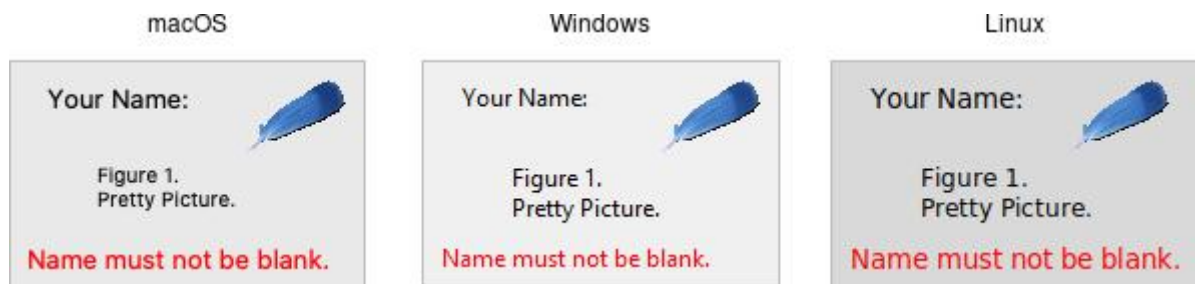 macOS
Windows
Linux
Your Name:
Figure 1.
Pretty Picture.
Name must not be blank.
Your Name:
Figure 1.
Pretty Picture.
Name must not be blank.
Your Name:
Figure 1.
Pretty Picture.
Name must not be blank.